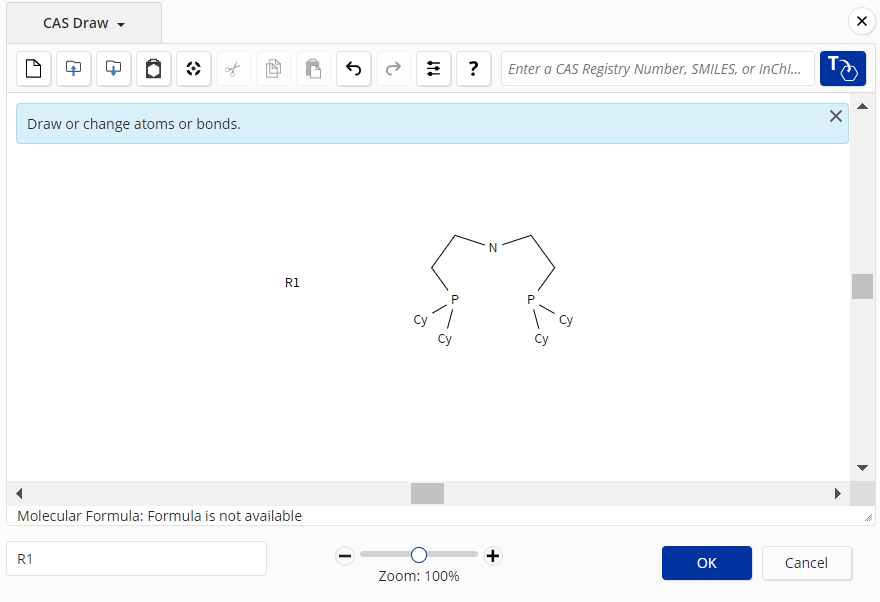 CAS Draw
?
Enter a CAS Registry Number, SMILES, or InChI...
T
Draw or change atoms or bonds.
N
R1
P P
Cy Cy
Cy Cy
Molecular Formula: Formula is not available
R1
Zoom: 100%
OK Cancel